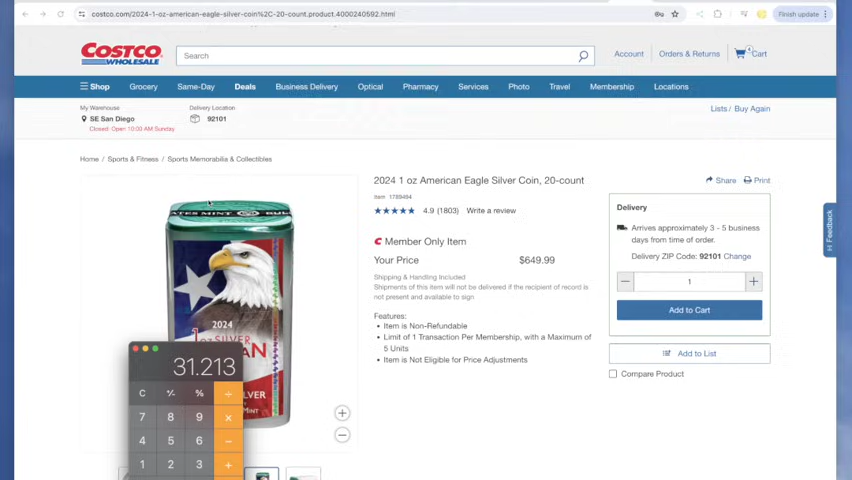 costco.com/2024-1-oz-american-eagle-silver-coin%2C-20-count.product.4000240592.html
Finish update
COSTCO
WHOLESALE
Search
Account
Orders & Returns
4
Cart
Shop
Grocery
Same-Day
Deals
Business Delivery
Optical
Pharmacy
Services
Photo
Travel
Membership
Locations
My Warehouse
SE San Diego
Closed: Open 10:00 AM Sunday
Delivery Location
92101
Lists / Buy Again
Home / Sports & Fitness / Sports Memorabilia & Collectibles
2024 1 oz American Eagle Silver Coin, 20-count
Item 1789494
4.9 (1803) Write a review
Member Only Item
Your Price $649.99
Shipping & Handling Included
Shipments of this item will not be delivered if the recipient of record is
not present and available to sign
Features:
• Item is Non-Refundable
• Limit of 1 Transaction Per Membership, with a Maximum of
5 Units
• Item is Not Eligible for Price Adjustments
Share
Print
Delivery
Arrives approximately 3 - 5 business
days from time of order.
Delivery ZIP Code: 92101 Change
− 1 +
Add to Cart
Add to List
Compare Product
Feedback
ATES MINT
BUL
2024
31.213
C +/- % ÷
7 8 9 ×
4 5 6 −
1 2 3 +